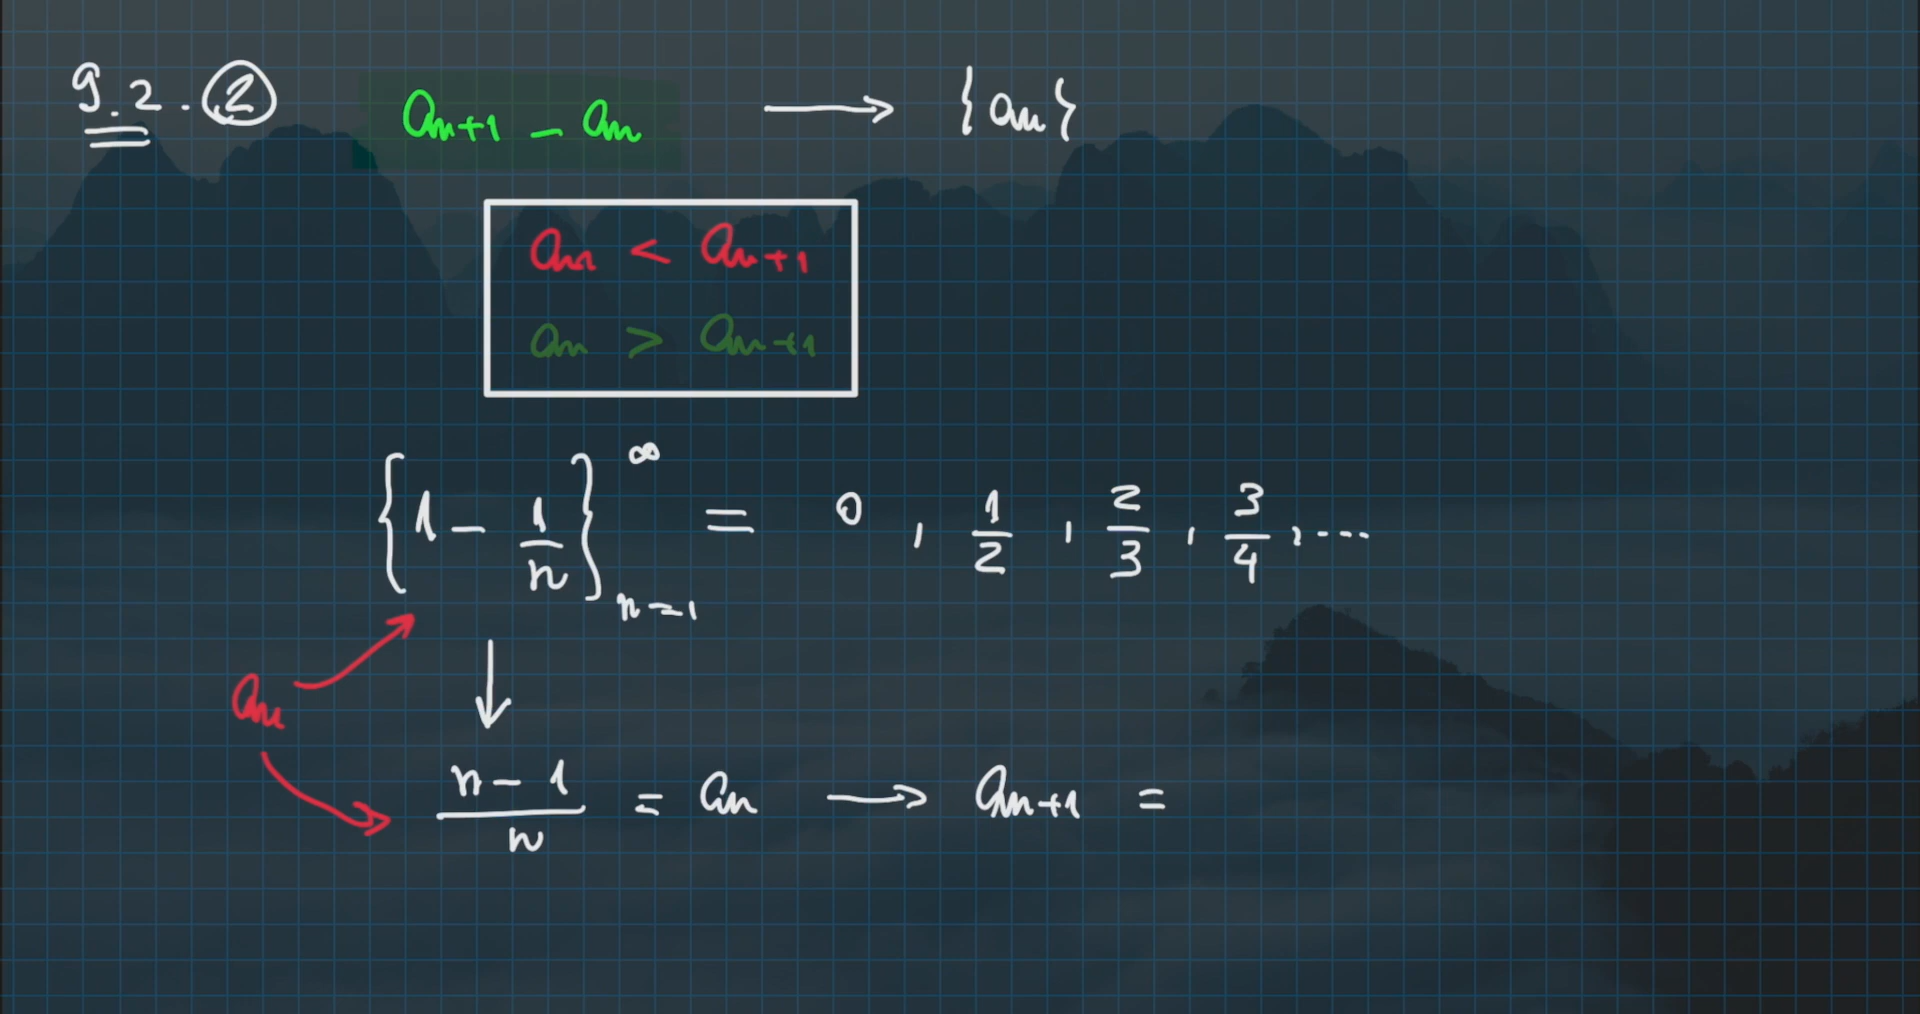 9.2.② aₙ₊₁ − aₙ ⟶ {aₙ}
aₙ < aₙ₊₁
aₙ > aₙ₊₁
{1 − 1/n}^∞_{n=1} = 0, 1/2, 2/3, 3/4, ...
aₙ
(n−1)/n = aₙ ⟶ aₙ₊₁ =